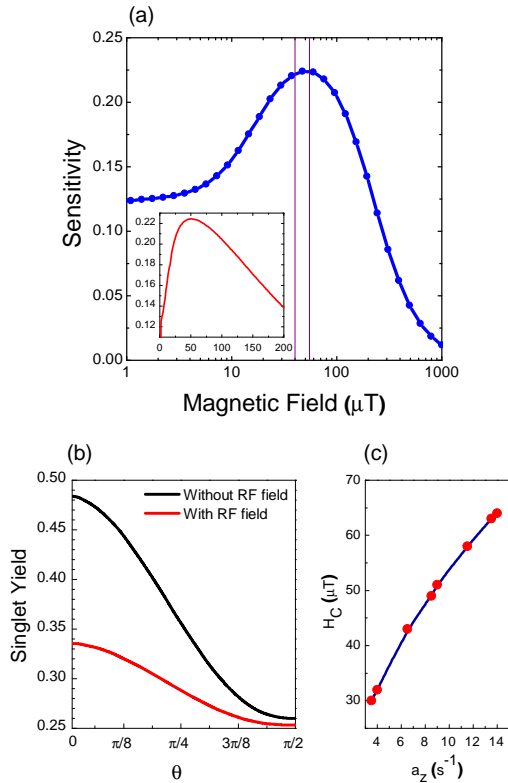 (a)
0.25
0.20
0.15
0.10
0.05
0.00
Sensitivity
0.22
0.20
0.18
0.16
0.14
0.12
0 50 100 150 200
1 10 100 1000
Magnetic Field (μT)
(b)
0.50
0.45
0.40
0.35
0.30
0.25
Singlet Yield
Without RF field
With RF field
0 π/8 π/4 3π/8 π/2
θ
(c)
70
60
50
40
30
H_C (μT)
4 6 8 10 12 14
a_z (s⁻¹)